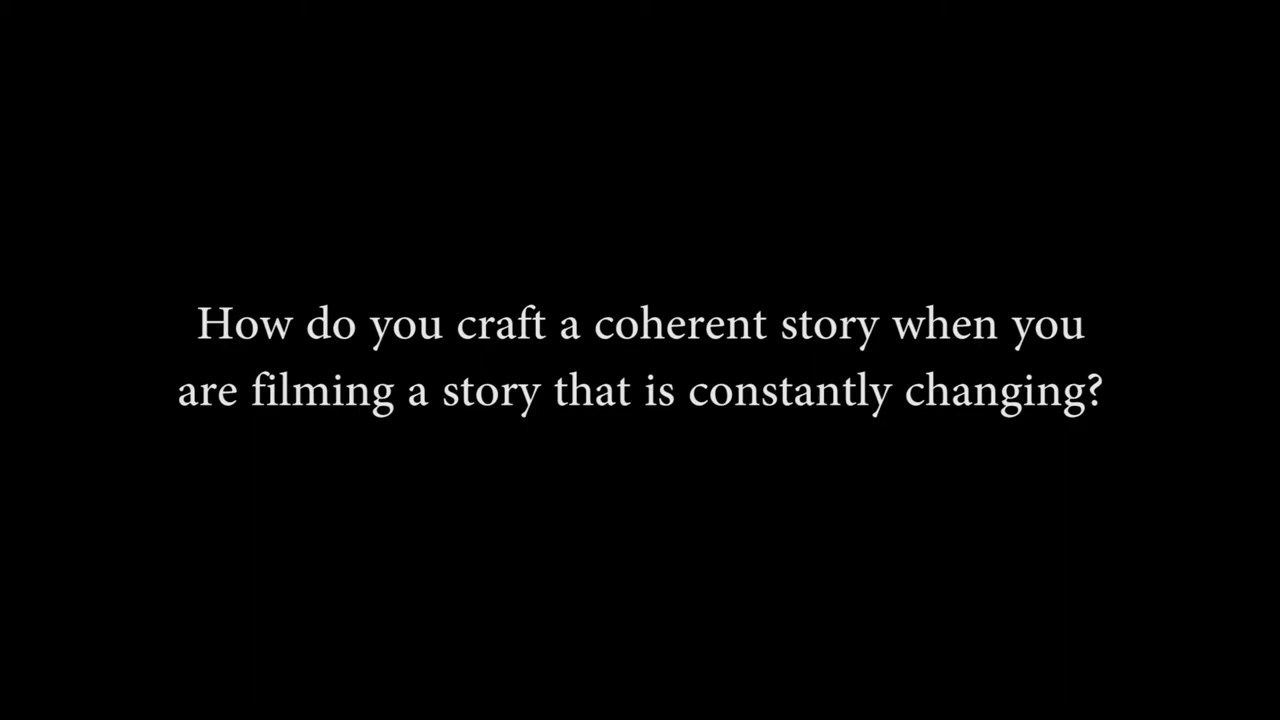 How do you craft a coherent story when you
are filming a story that is constantly changing?